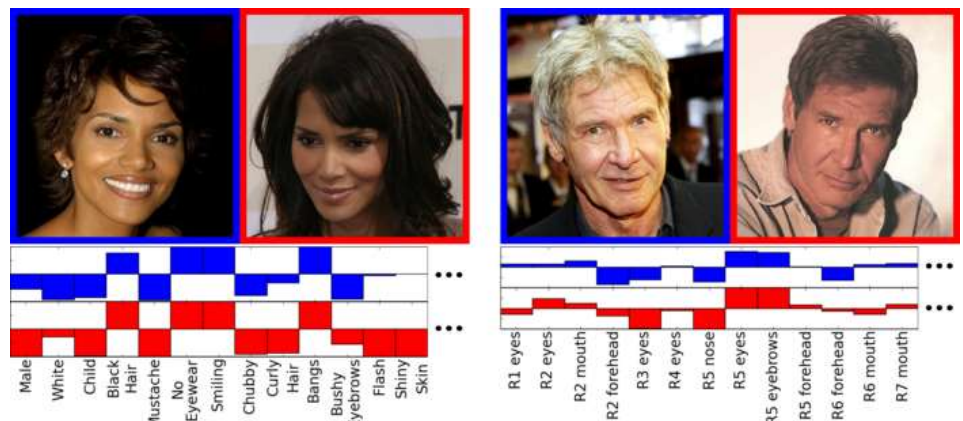 ...
...
Male
White
Child
Black
Hair
Mustache
No
Eyewear
Smiling
Chubby
Curly
Hair
Bangs
Bushy
Eyebrows
Flash
Shiny
Skin
...
...
R1 eyes
R2 eyes
R2 mouth
R2 forehead
R3 eyes
R4 eyes
R5 nose
R5 eyes
R5 eyebrows
R5 forehead
R6 forehead
R6 mouth
R7 mouth